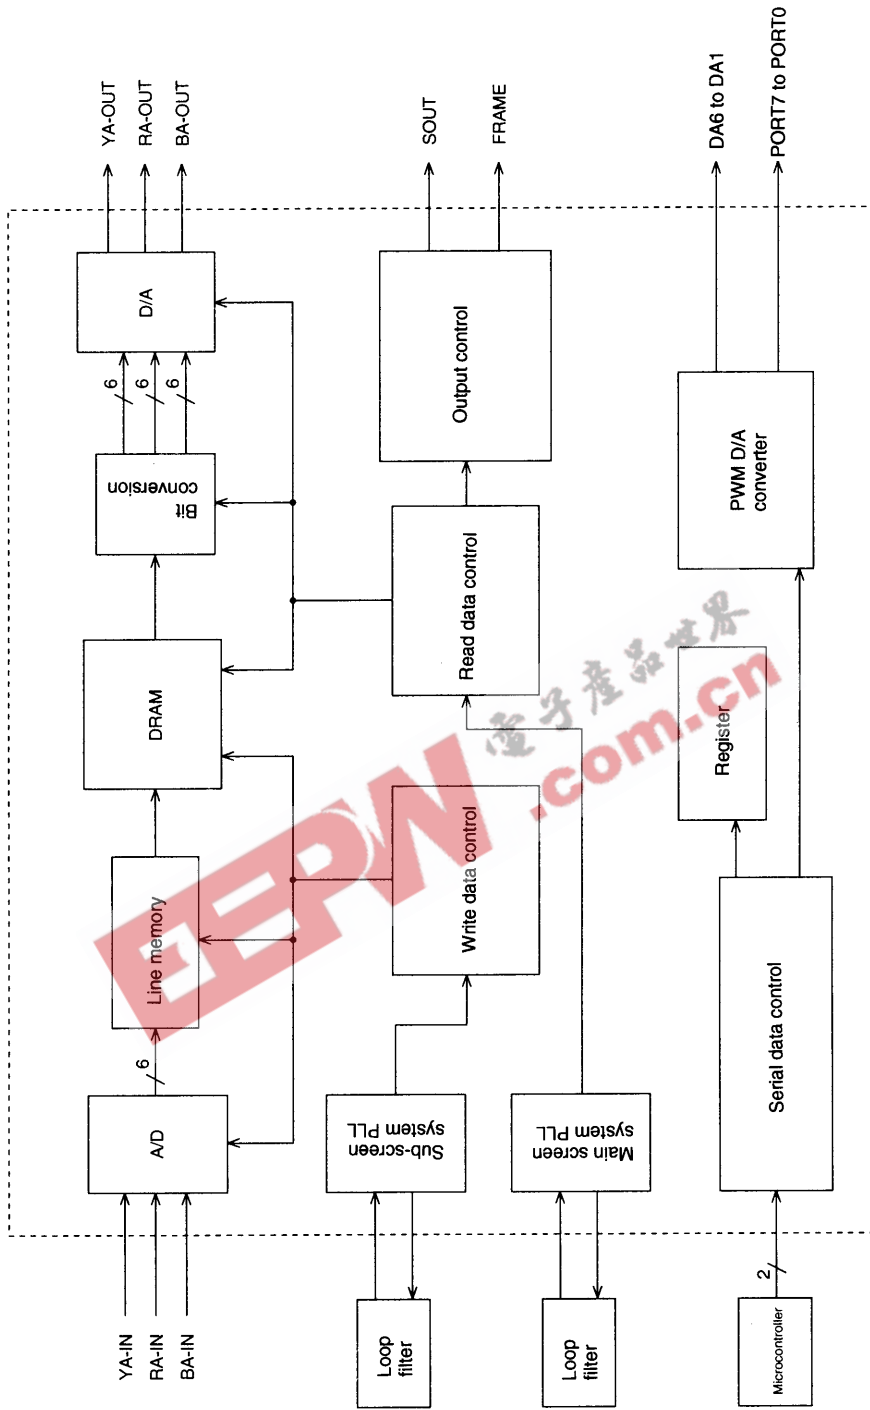 YA-IN
RA-IN
BA-IN
A/D
6
Line memory
DRAM
Bit
conversion
6
6
6
D/A
YA-OUT
RA-OUT
BA-OUT
Loop
filter
Sub-screen
system PLL
Write data control
Read data control
Output control
SOUT
FRAME
Loop
filter
Main screen
system PLL
Microcontroller
2
Serial data control
Register
PWM D/A
converter
DA6 to DA1
PORT7 to PORT0
EEPW
.com.cn
電子產品世界